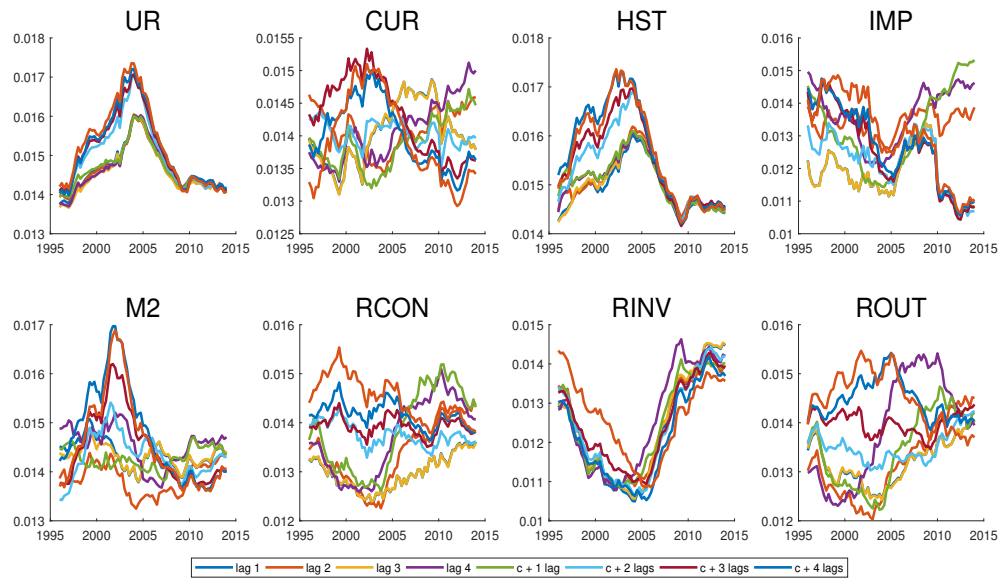 UR CUR HST IMP
0.018 0.0155 0.018 0.016
0.017 0.015 0.017 0.015
0.016 0.0145 0.016 0.014
0.015 0.014 0.015 0.013
0.014 0.0135 0.014 0.012
0.013 0.013 0.011
0.0125 0.01
1995 2000 2005 2010 2015 1995 2000 2005 2010 2015 1995 2000 2005 2010 2015 1995 2000 2005 2010 2015
M2 RCON RINV ROUT
0.017 0.016 0.015 0.016
0.016 0.015 0.014 0.015
0.015 0.014 0.013 0.014
0.014 0.013 0.012 0.013
0.013 0.012 0.011 0.012
0.01
1995 2000 2005 2010 2015 1995 2000 2005 2010 2015 1995 2000 2005 2010 2015 1995 2000 2005 2010 2015
lag 1 lag 2 lag 3 lag 4 c + 1 lag c + 2 lags c + 3 lags c + 4 lags